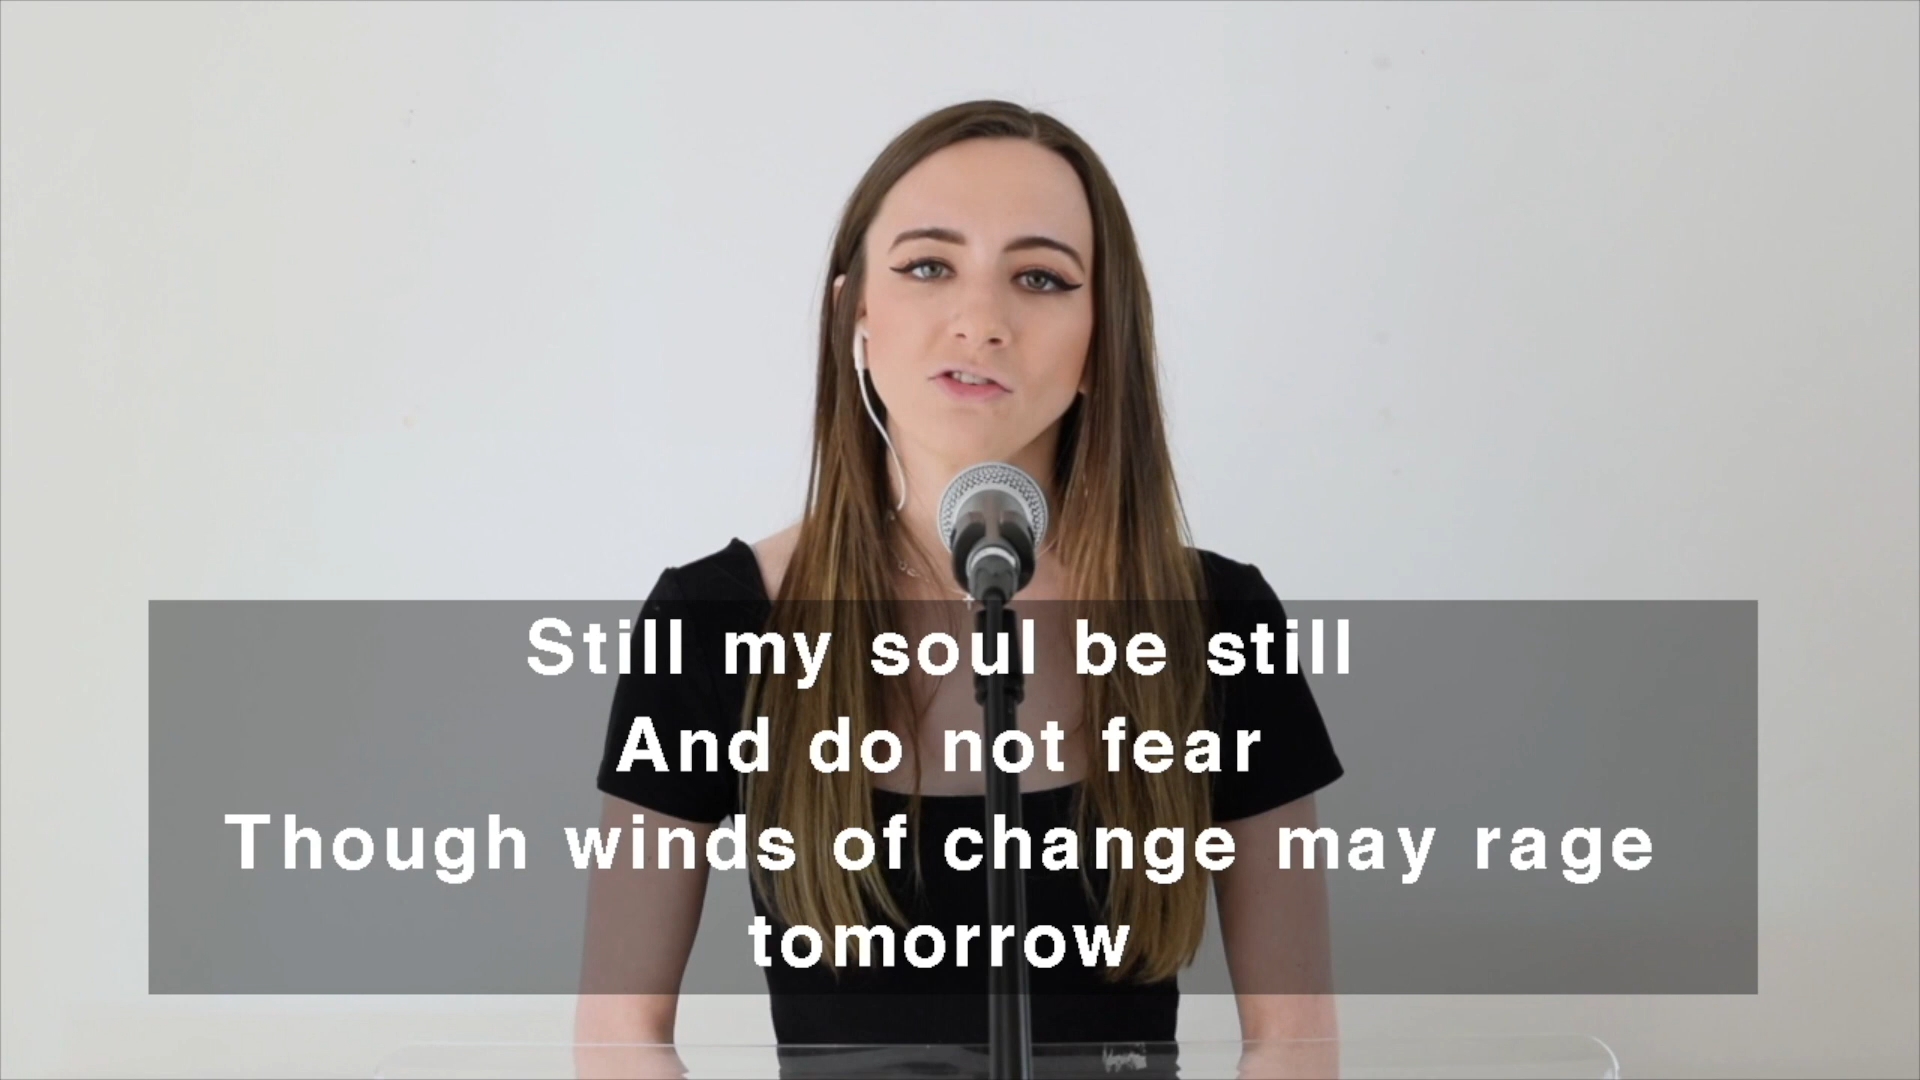 Still my soul be still
And do not fear
Though winds of change may rage
tomorrow